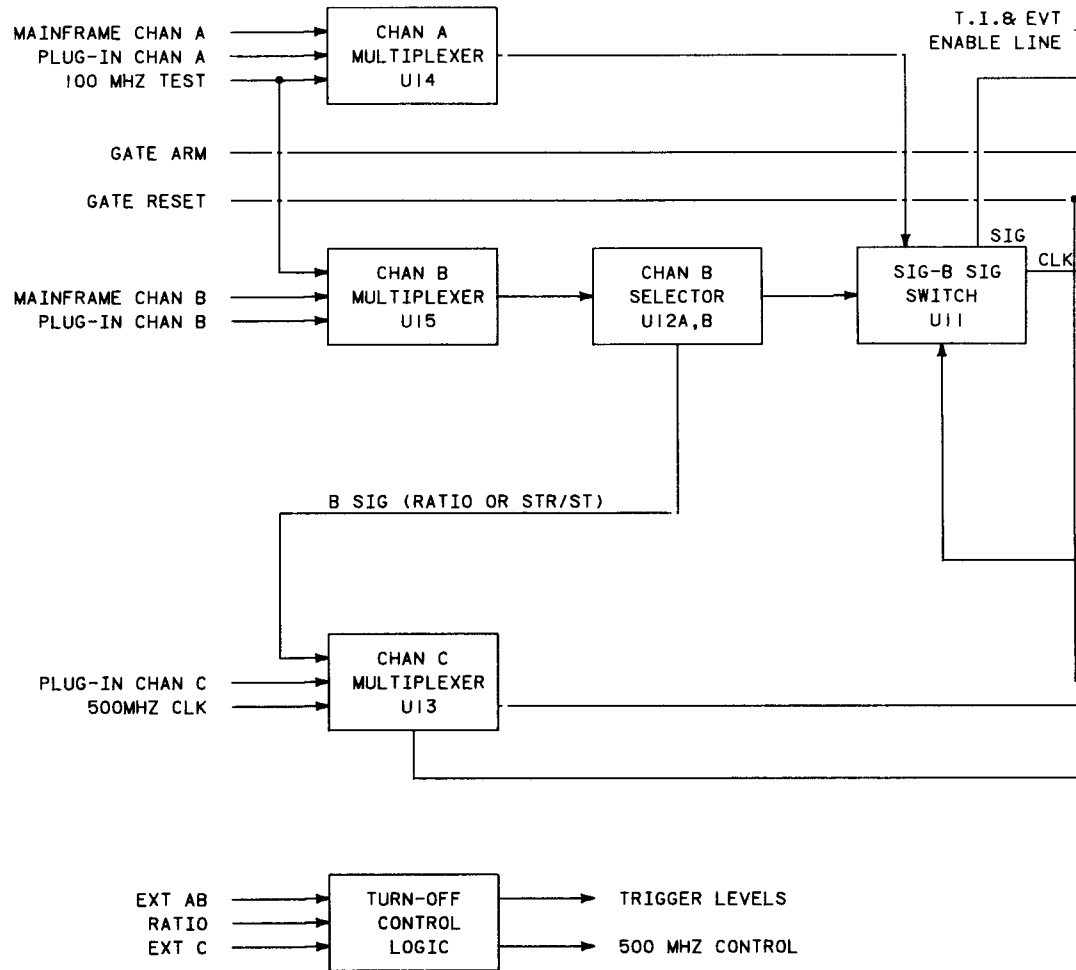 T.I.& EVT
ENABLE LINE
MAINFRAME CHAN A
PLUG-IN CHAN A
100 MHZ TEST
CHAN A
MULTIPLEXER
U14
GATE ARM
GATE RESET
MAINFRAME CHAN B
PLUG-IN CHAN B
CHAN B
MULTIPLEXER
U15
CHAN B
SELECTOR
U12A,B
SIG-B SIG
SWITCH
U11
SIG
CLK
B SIG (RATIO OR STR/ST)
PLUG-IN CHAN C
500MHZ CLK
CHAN C
MULTIPLEXER
U13
EXT AB
RATIO
EXT C
TURN-OFF
CONTROL
LOGIC
TRIGGER LEVELS
500 MHZ CONTROL